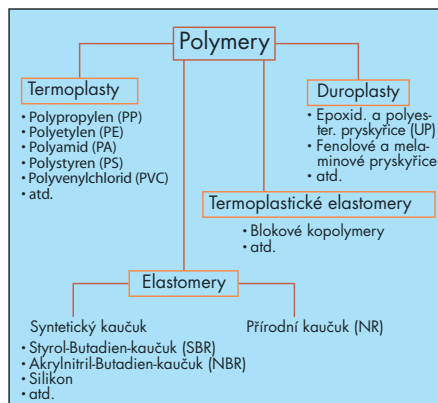 Polymery
Termoplasty
• Polypropylen (PP)
• Polyetylen (PE)
• Polyamid (PA)
• Polystyren (PS)
• Polyvenylchlorid (PVC)
• atd.
Duroplasty
• Epoxid. a polyes-
ter. pryskyřice (UP)
• Fenolové a mela-
minové pryskyřice
• atd.
Termoplastické elastomery
• Blokové kopolymery
• atd.
Elastomery
Syntetický kaučuk
• Styrol-Butadien-kaučuk (SBR)
• Akrylnitril-Butadien-kaučuk (NBR)
• Silikon
• atd.
Přírodní kaučuk (NR)